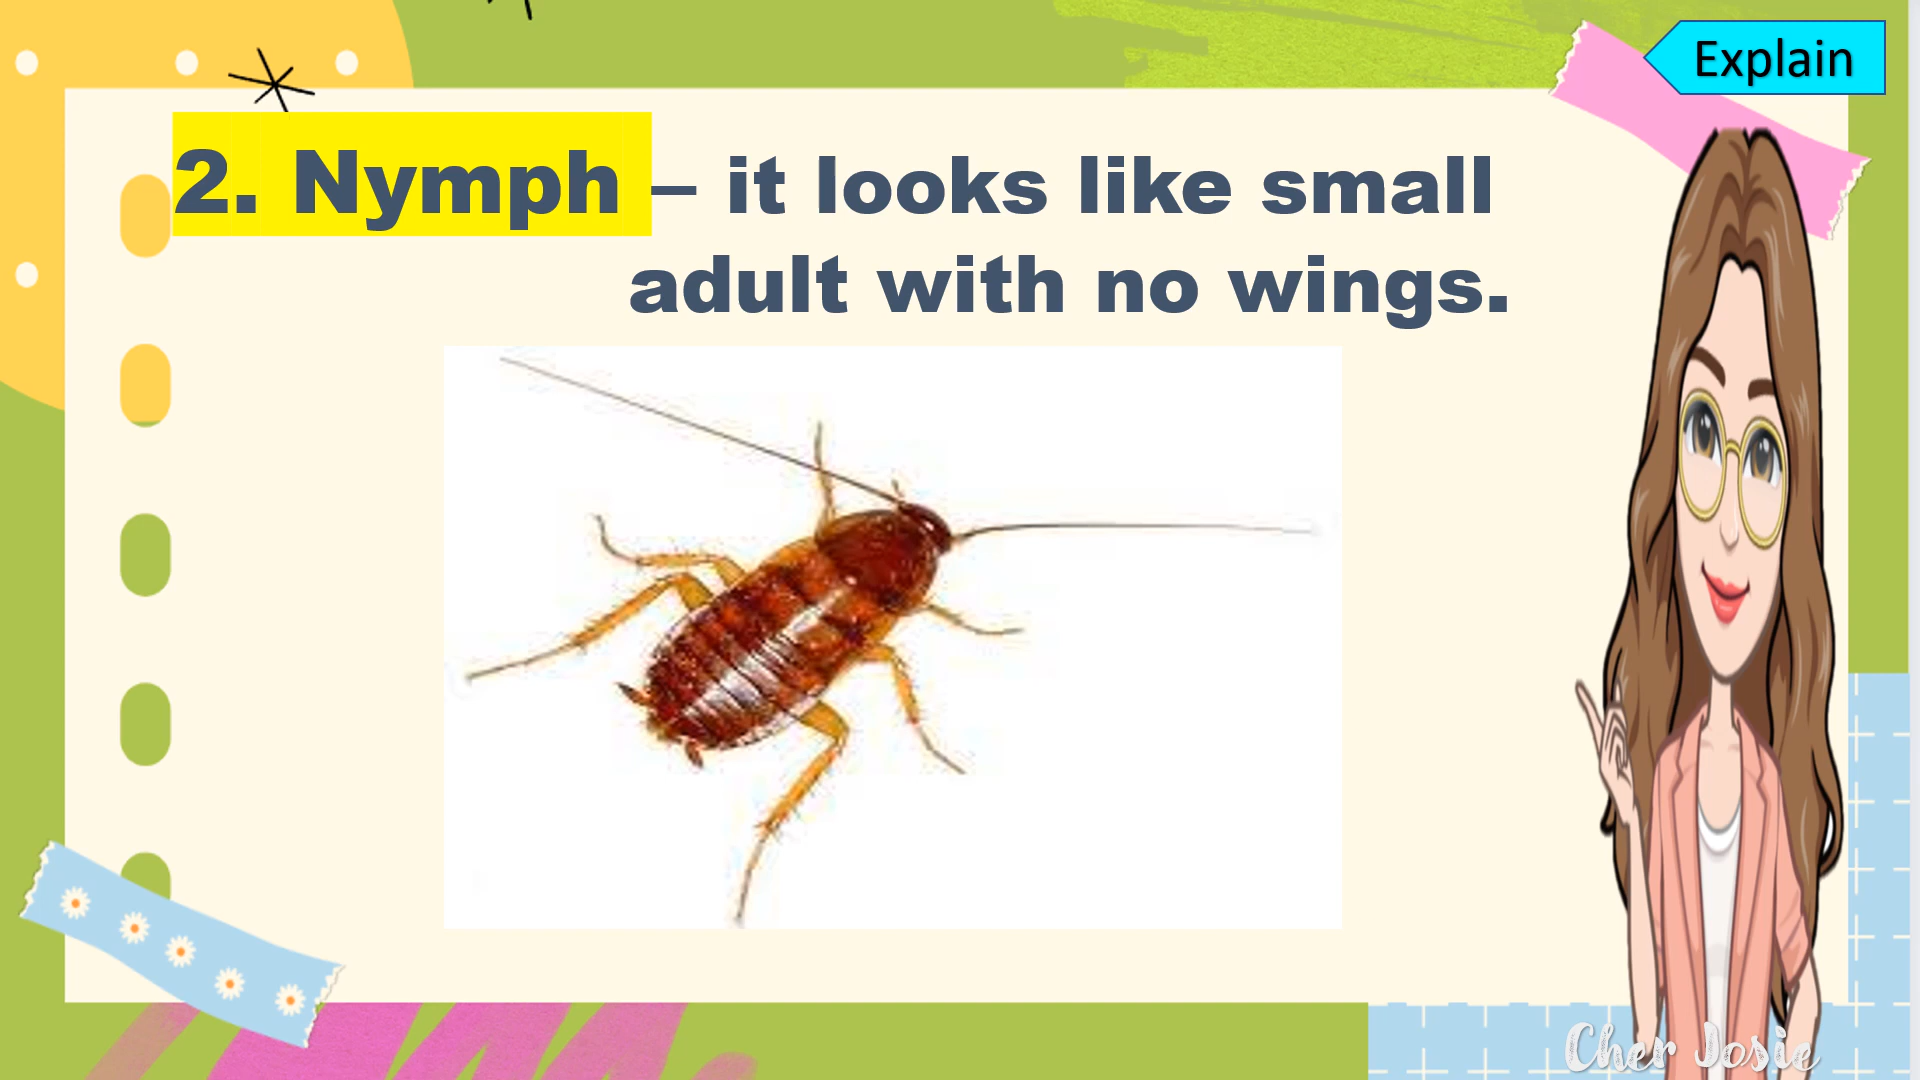 Explain
2. Nymph – it looks like small
adult with no wings.
Cher Josie